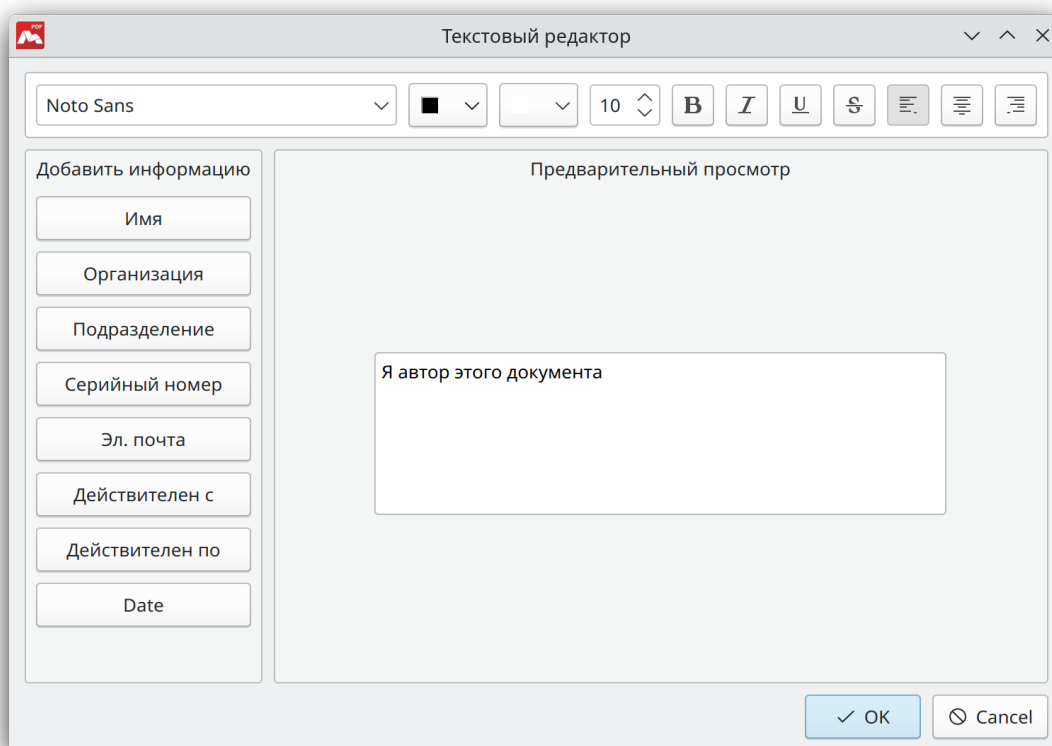 PDF
Текстовый редактор
Noto Sans
10
B I U S
Добавить информацию
Предварительный просмотр
Имя
Организация
Подразделение
Серийный номер
Эл. почта
Действителен с
Действителен по
Date
Я автор этого документа
OK
Cancel